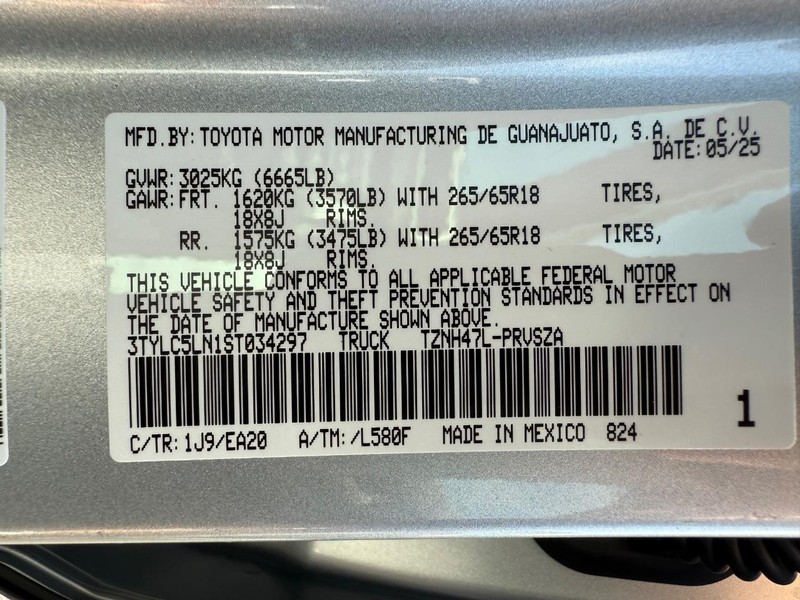 MFD.BY:TOYOTA MOTOR MANUFACTURING DE GUANAJUATO, S.A. DE C.V.
DATE:05/25
GVWR:3025KG (6665LB)
GAWR:FRT. 1620KG (3570LB) WITH 265/65R18 TIRES,
18X8J RIMS,
RR. 1575KG (3475LB) WITH 265/65R18 TIRES,
18X8J RIMS.
THIS VEHICLE CONFORMS TO ALL APPLICABLE FEDERAL MOTOR
VEHICLE SAFETY AND THEFT PREVENTION STANDARDS IN EFFECT ON
THE DATE OF MANUFACTURE SHOWN ABOVE.
3TYLC5LN1ST034297 TRUCK TZNH47L-PRVSZA
1
C/TR:1J9/EA20 A/TM:/L580F MADE IN MEXICO 824